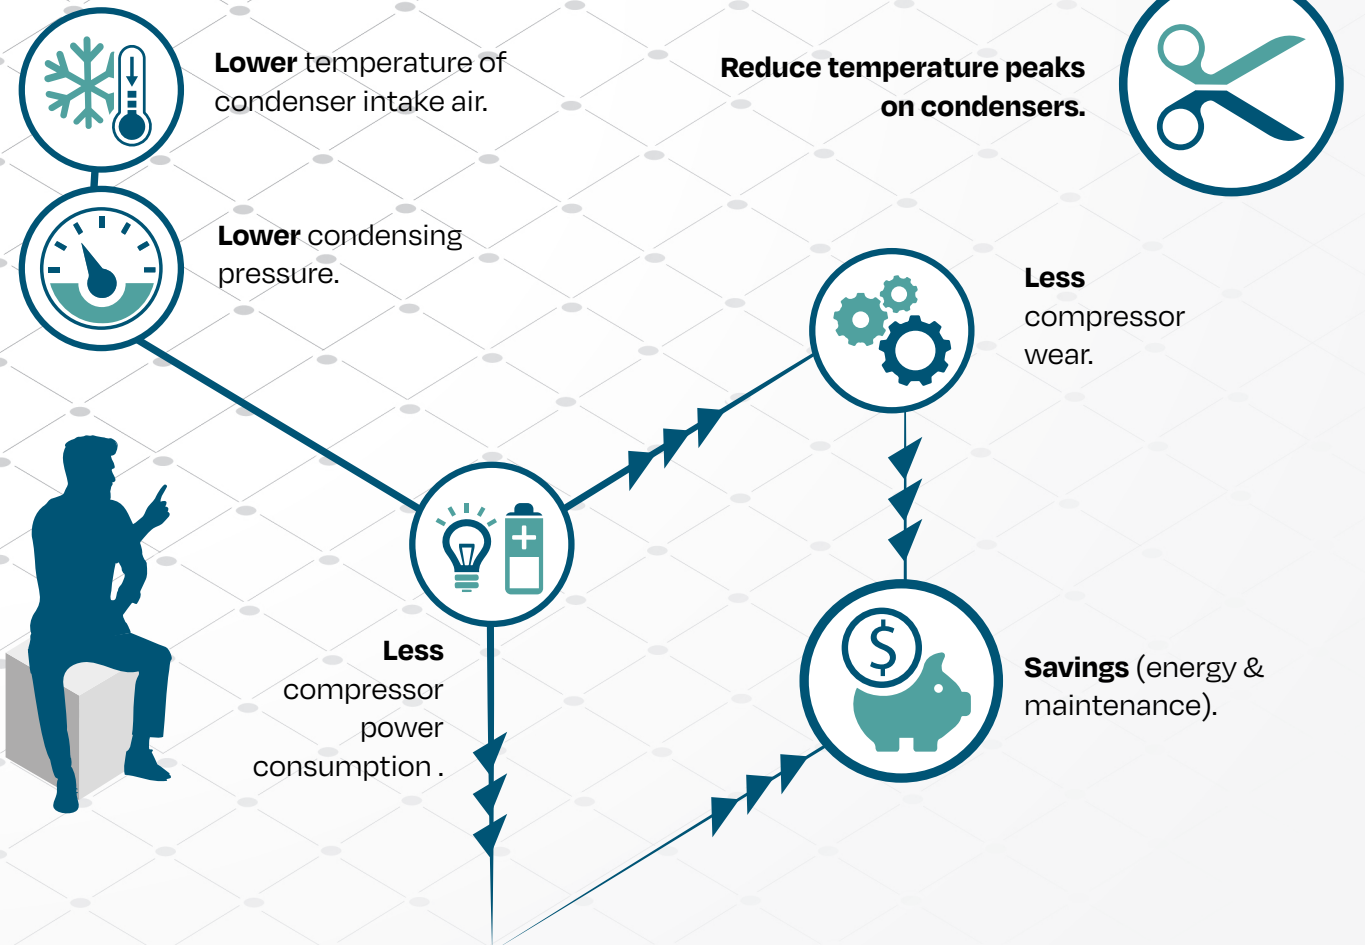 Lower temperature of
condenser intake air.
Reduce temperature peaks
on condensers.
Lower condensing
pressure.
Less
compressor
wear.
Less
compressor
power
consumption .
$
Savings (energy &
maintenance).